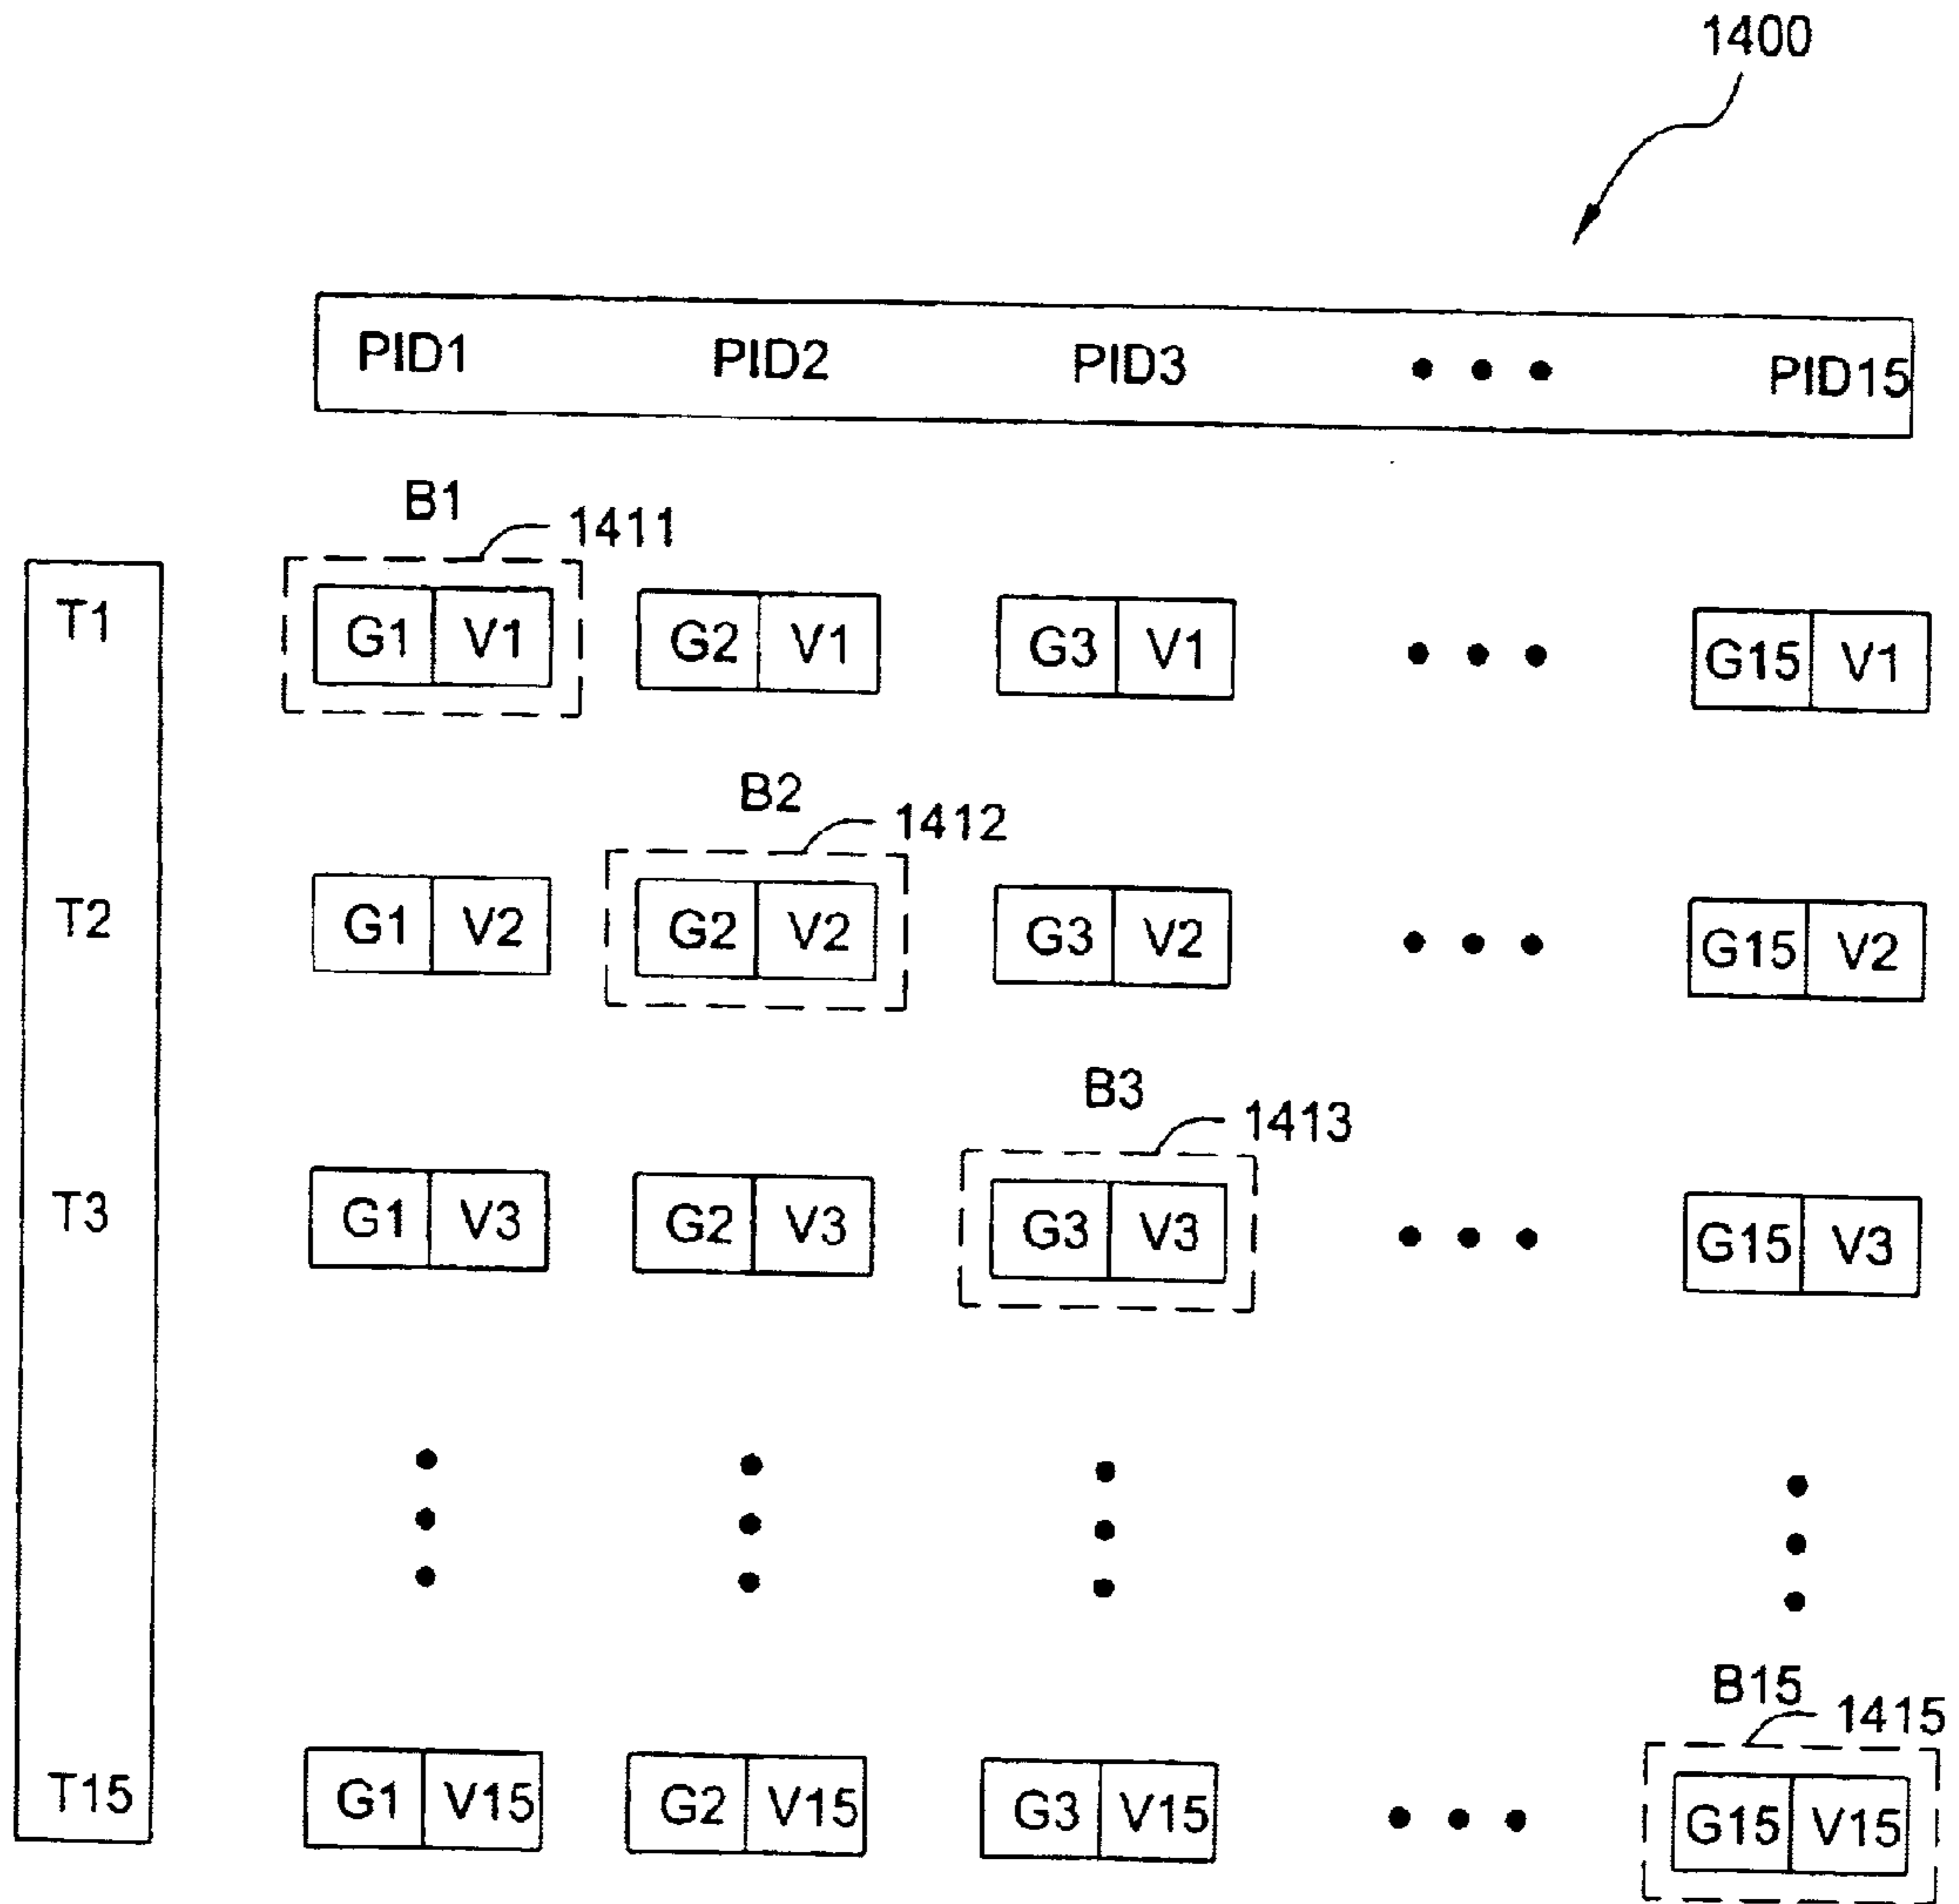 1400
PID1 PID2 PID3 • • • PID15
B1 1411
T1 G1 V1 G2 V1 G3 V1 • • • G15 V1
B2 1412
T2 G1 V2 G2 V2 G3 V2 • • • G15 V2
B3 1413
T3 G1 V3 G2 V3 G3 V3 • • • G15 V3
B15 1415
T15 G1 V15 G2 V15 G3 V15 • • • G15 V15